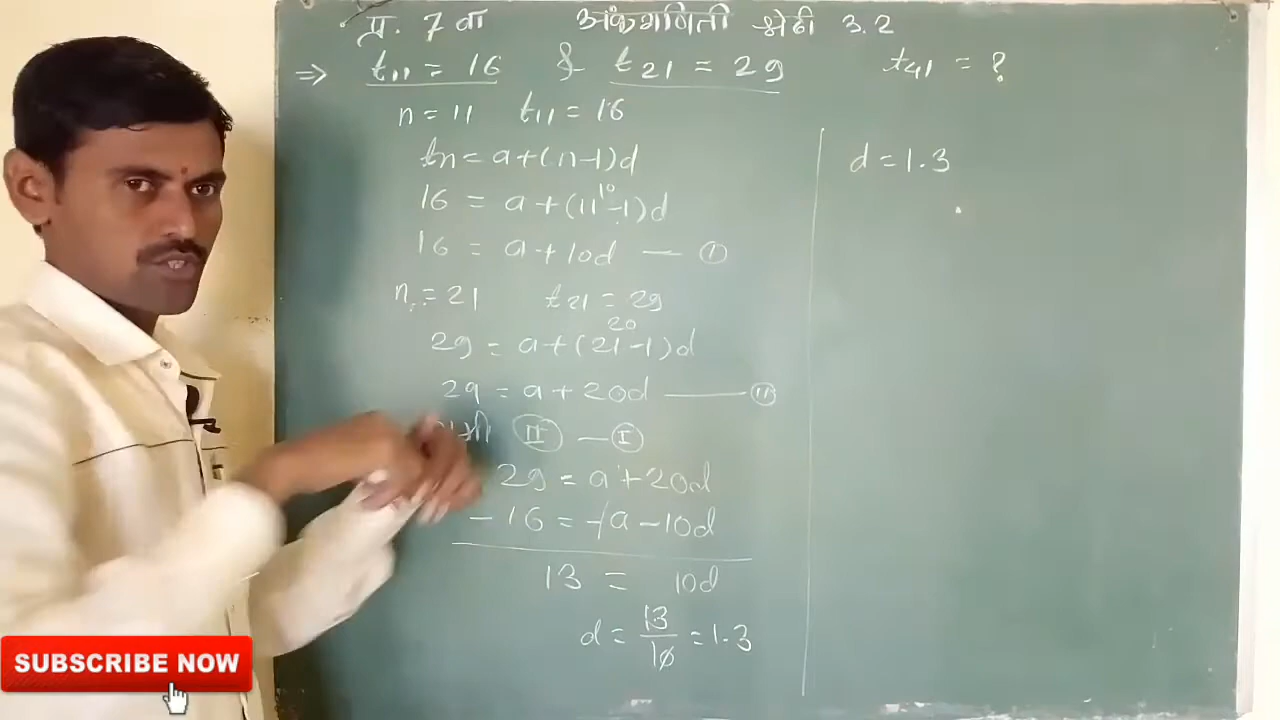 प्र. 7 वा अंकगणिती श्रेढी 3.2
⇒ t11 = 16 & t21 = 29 t41 = ?
n = 11 t11 = 16
tn = a + (n-1)d
16 = a + (11-1)d
10
16 = a + 10d — I
n = 21 t21 = 29
29 = a + (21-1)d
20
29 = a + 20d — II
II — I
29 = a + 20d
- 16 = -a - 10d
13 = 10d
d = 13/10 = 1.3
d = 1.3
SUBSCRIBE NOW